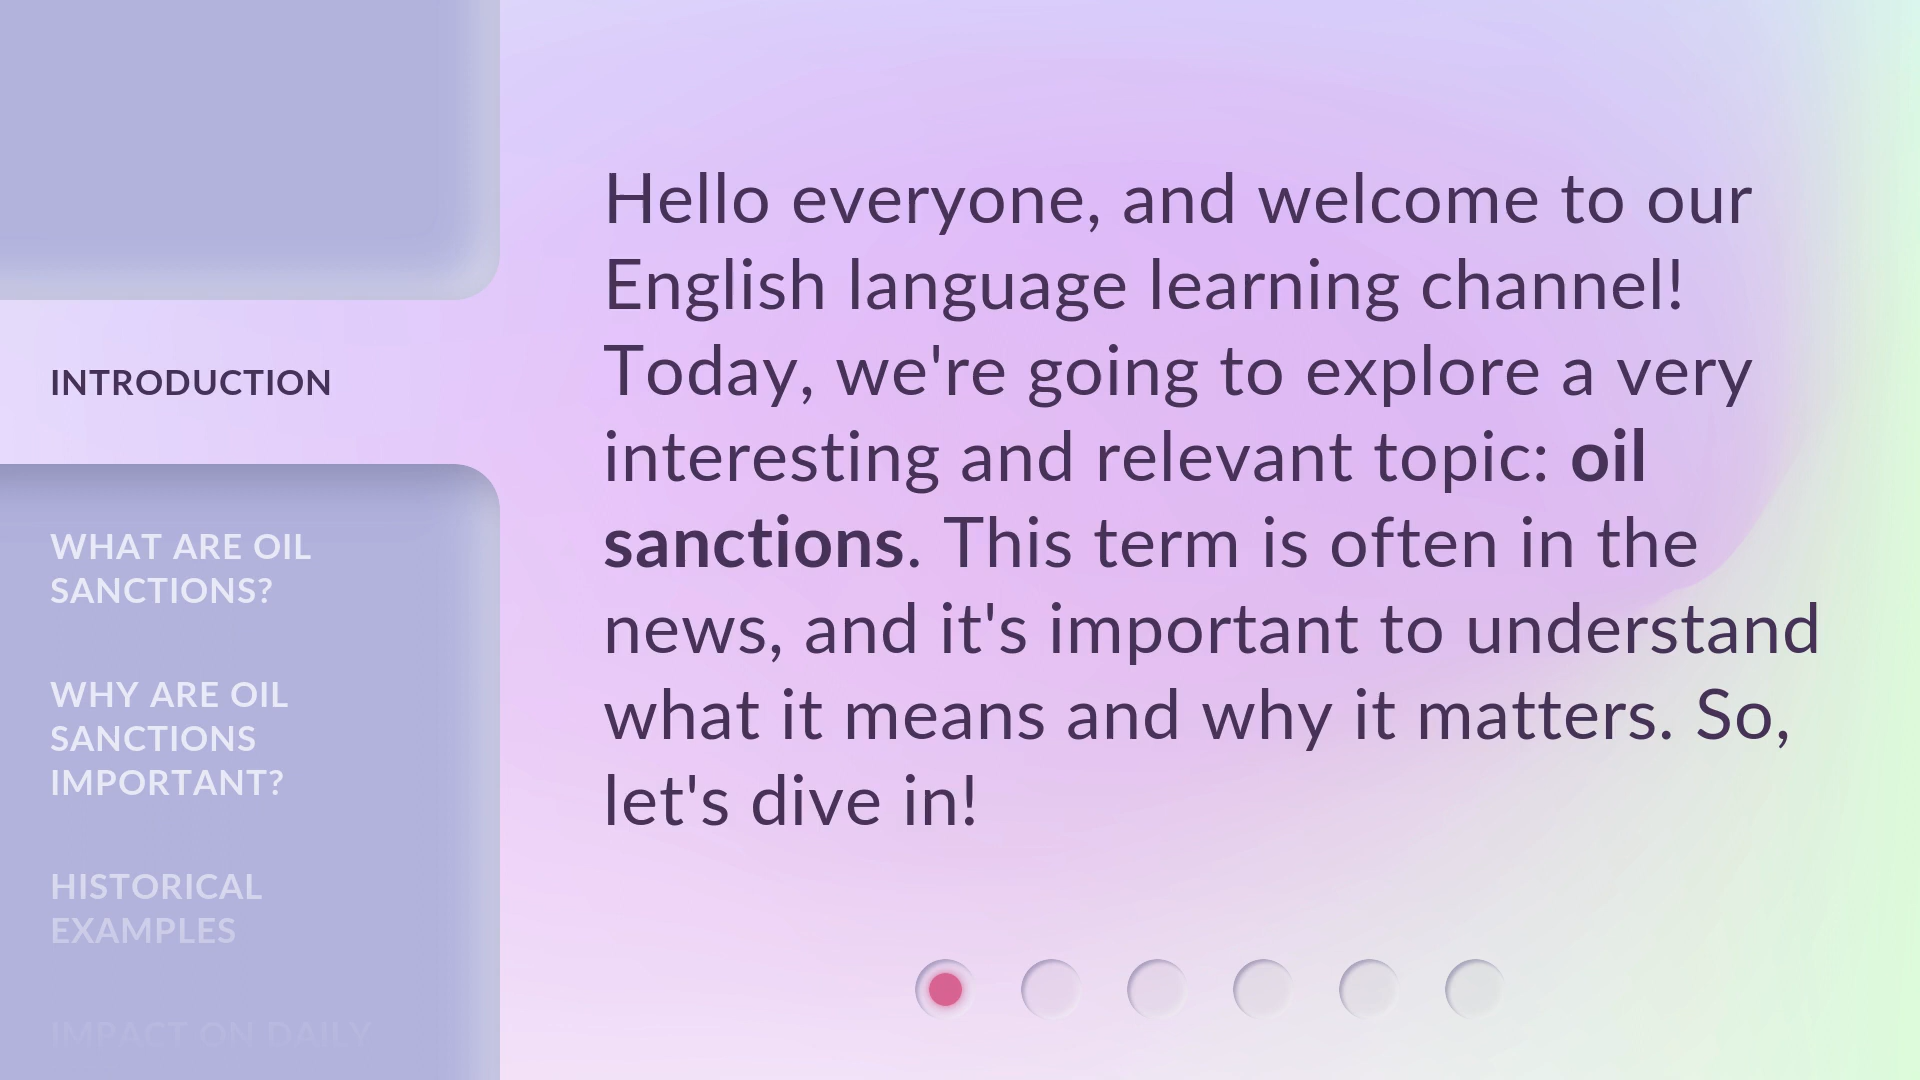 INTRODUCTION
WHAT ARE OIL
SANCTIONS?
WHY ARE OIL
SANCTIONS
IMPORTANT?
HISTORICAL
EXAMPLES
IMPACT ON DAILY
Hello everyone, and welcome to our
English language learning channel!
Today, we're going to explore a very
interesting and relevant topic: oil
sanctions. This term is often in the
news, and it's important to understand
what it means and why it matters. So,
let's dive in!